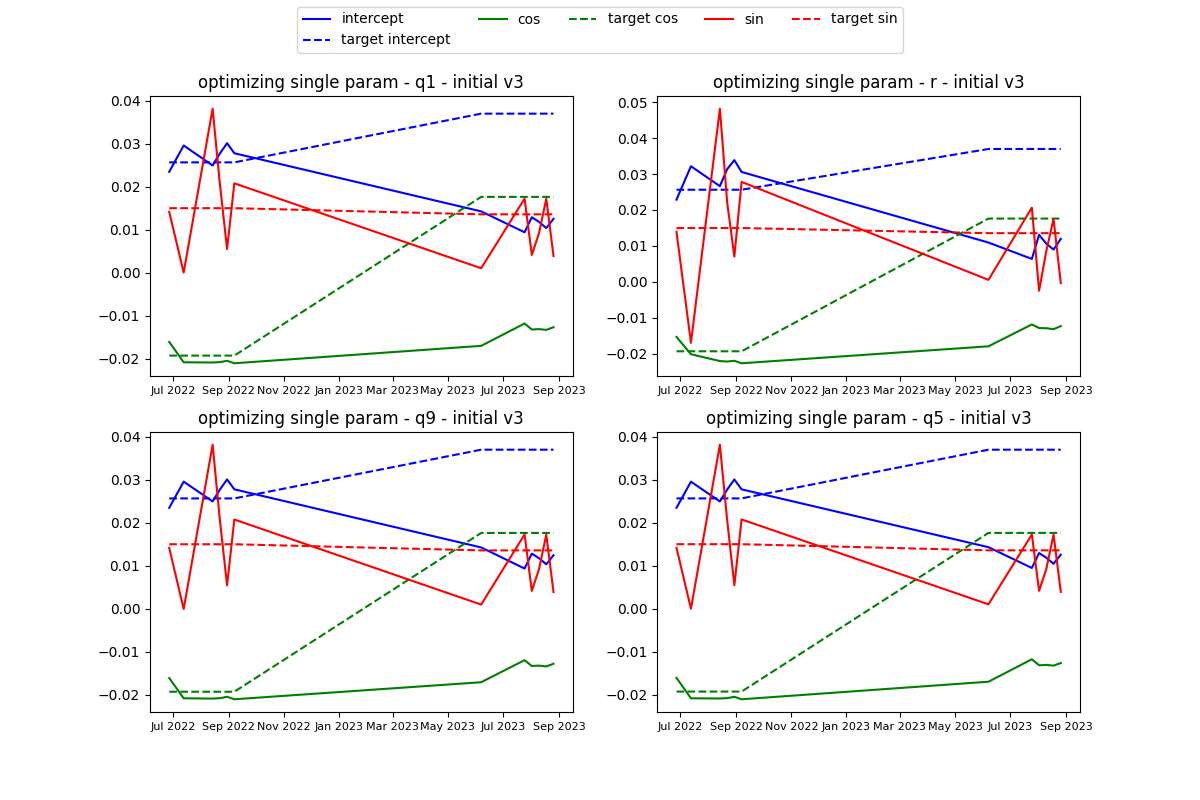 intercept
target intercept
cos
target cos
sin
target sin
optimizing single param - q1 - initial v3
0.04
0.03
0.02
0.01
0.00
−0.01
−0.02
Jul 2022 Sep 2022 Nov 2022 Jan 2023 Mar 2023 May 2023 Jul 2023 Sep 2023
optimizing single param - r - initial v3
0.05
0.04
0.03
0.02
0.01
0.00
−0.01
−0.02
Jul 2022 Sep 2022 Nov 2022 Jan 2023 Mar 2023 May 2023 Jul 2023 Sep 2023
optimizing single param - q9 - initial v3
0.04
0.03
0.02
0.01
0.00
−0.01
−0.02
Jul 2022 Sep 2022 Nov 2022 Jan 2023 Mar 2023 May 2023 Jul 2023 Sep 2023
optimizing single param - q5 - initial v3
0.04
0.03
0.02
0.01
0.00
−0.01
−0.02
Jul 2022 Sep 2022 Nov 2022 Jan 2023 Mar 2023 May 2023 Jul 2023 Sep 2023